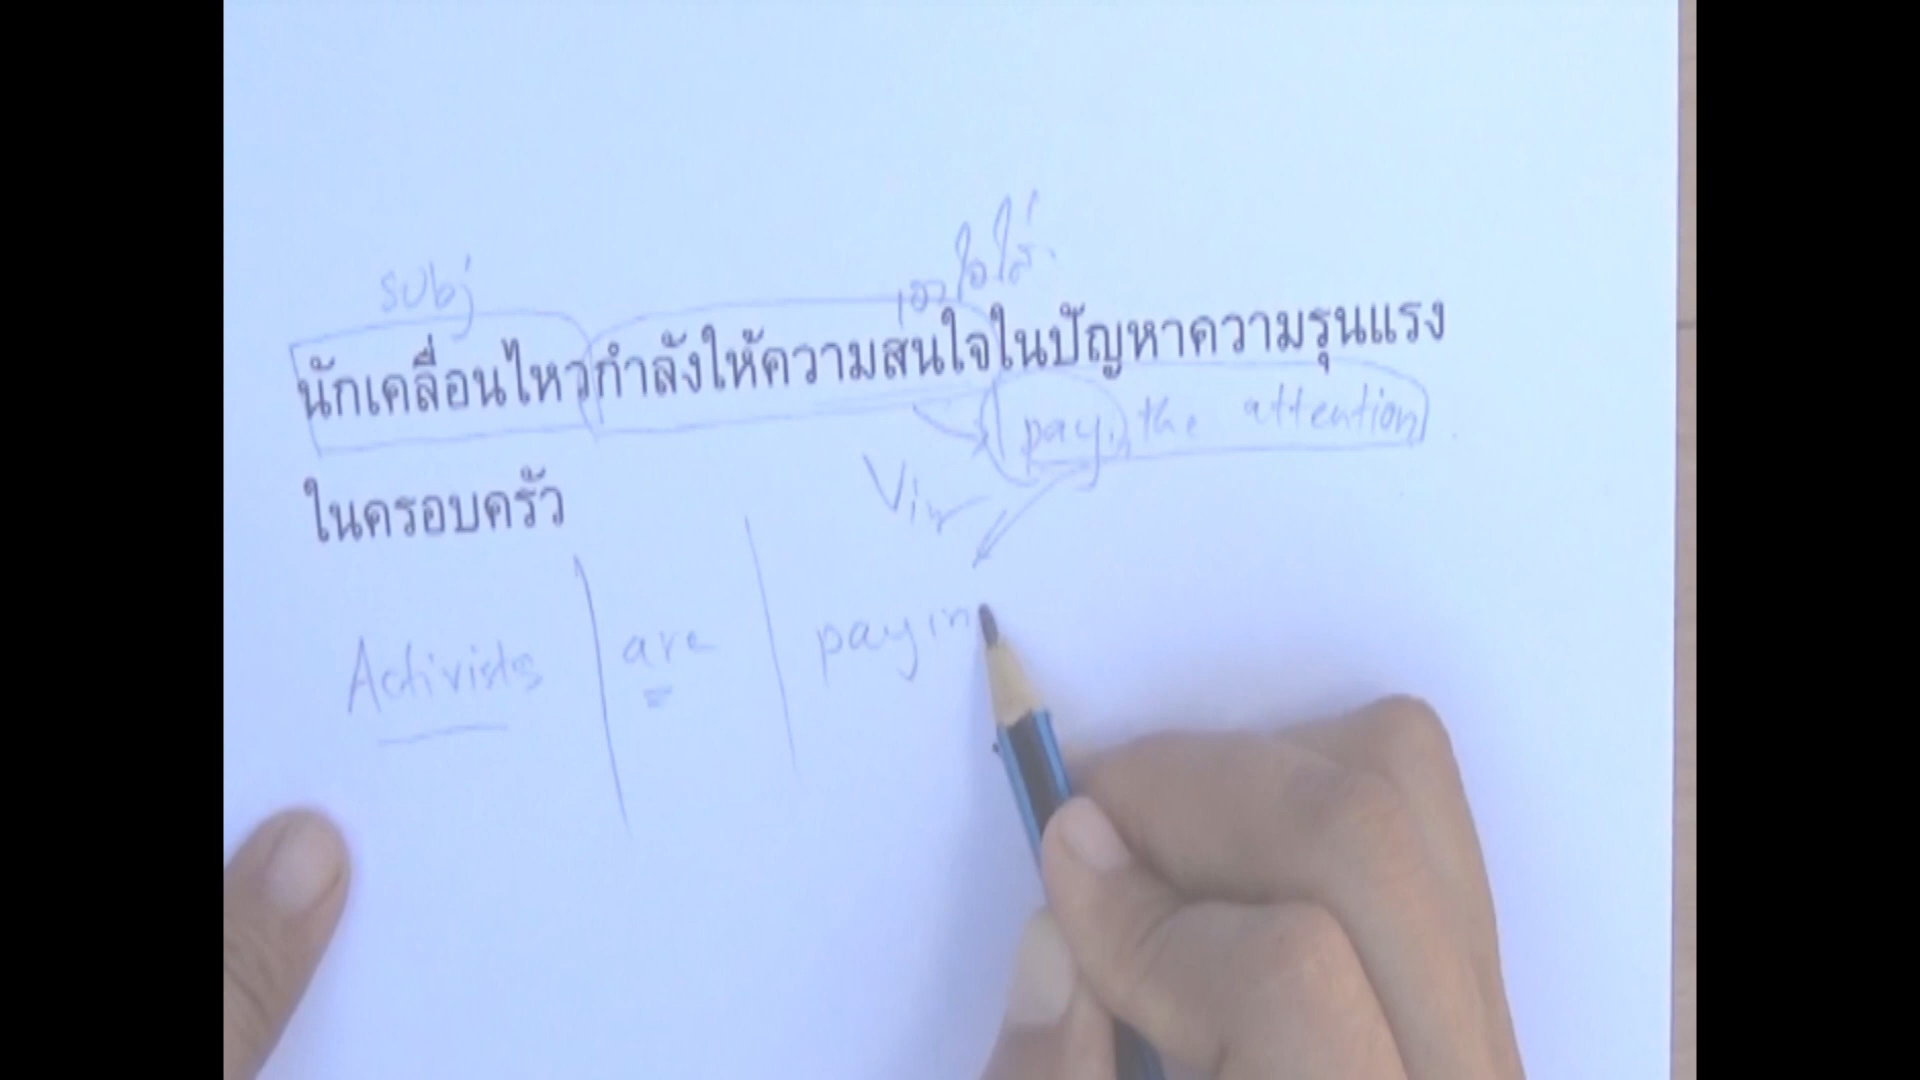 subj
เอาใจใส่
นักเคลื่อนไหวกำลังให้ความสนใจในปัญหาความรุนแรง
pay the attention
ในครอบครัว
Ving
Activists are payin